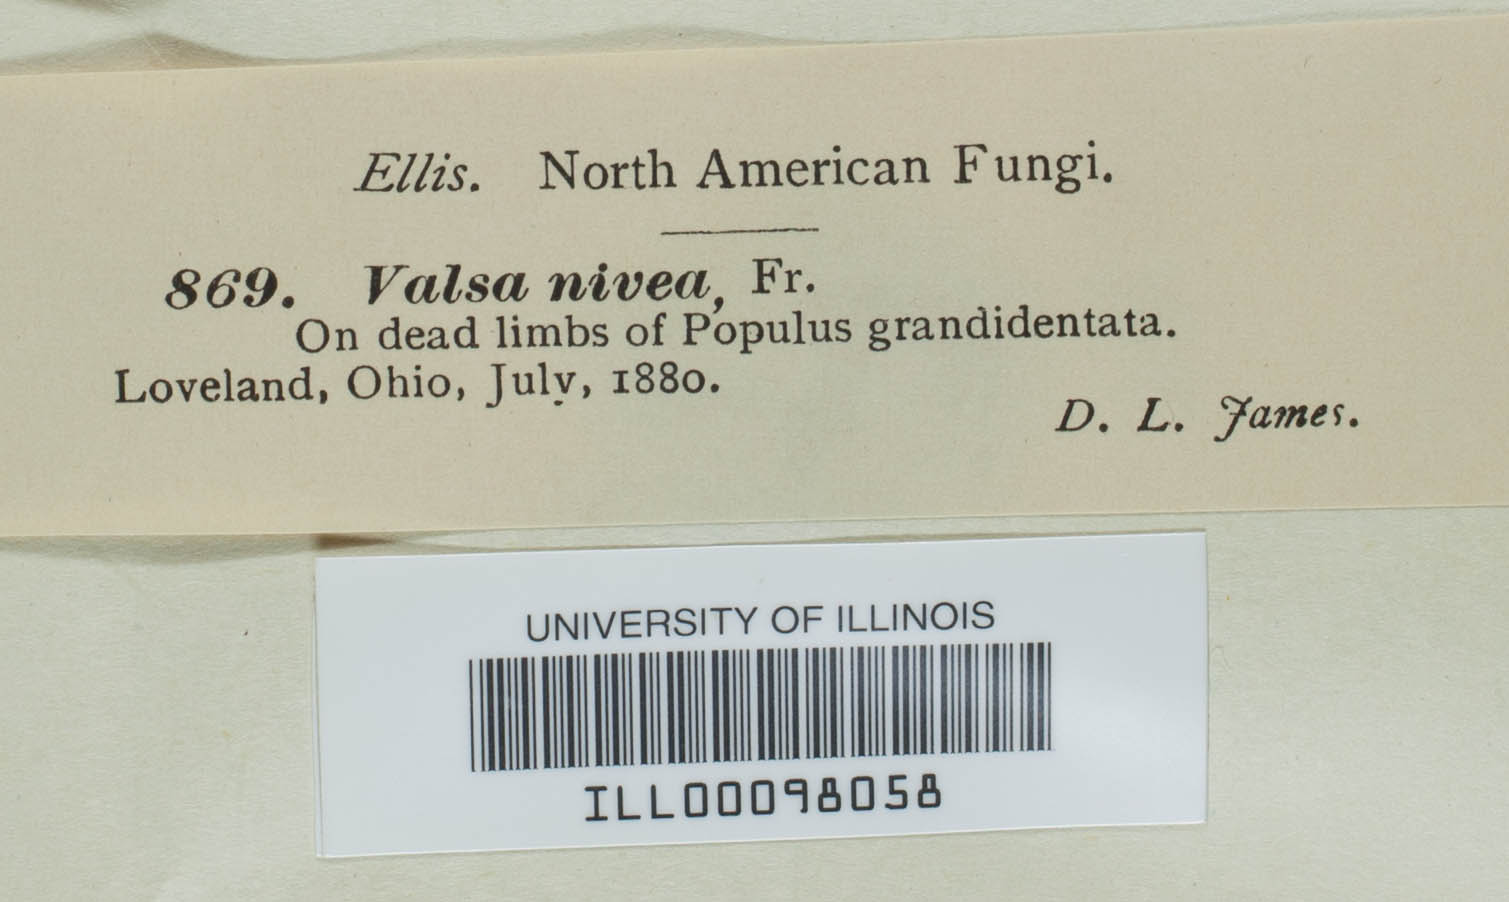 Ellis. North American Fungi.
869. Valsa nivea, Fr.
On dead limbs of Populus grandidentata.
Loveland, Ohio, July, 1880.
D. L. James.
UNIVERSITY OF ILLINOIS
ILL00098058